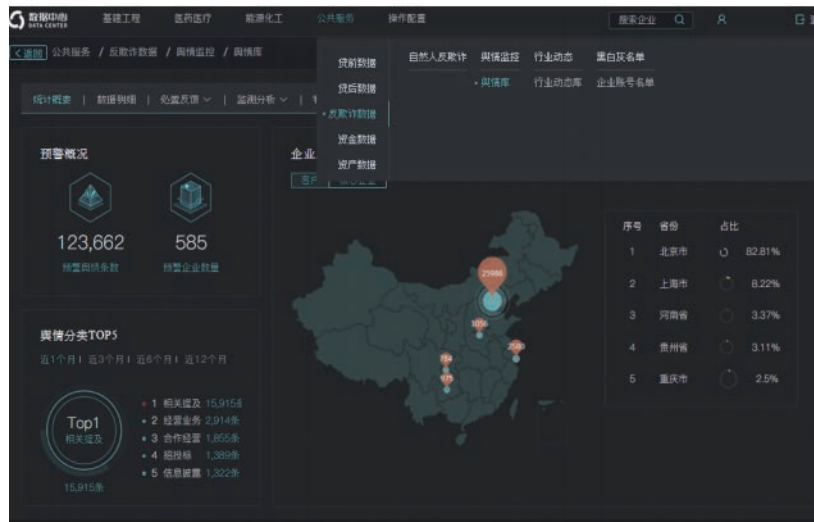 数据中心
DATA CENTER
基建工程 医药医疗 能源化工 公共服务 操作配置 搜索企业
<返回 公共服务 / 反欺诈数据 / 舆情监控 / 舆情库
贷前数据
贷后数据
• 反欺诈数据
资金数据
资产数据
自然人反欺诈 舆情监控 行业动态 黑白灰名单
• 舆情库 行业动态库 企业账号名单
统计概要 | 数据明细 | 处置反馈 | 监测分析 |
预警概况
123,662
预警舆情条数
585
预警企业数量
舆情分类TOP5
近1个月 | 近3个月 | 近6个月 | 近12个月
Top1
相关提及
15,915条
1 相关提及 15,915条
2 经营业务 2,914条
3 合作经营 1,855条
4 招投标 1,389条
5 信息披露 1,322条
企业
25986
1056
2580
784
975
序号 省份 占比
1 北京市 82.81%
2 上海市 8.22%
3 河南省 3.37%
4 贵州省 3.11%
5 重庆市 2.5%